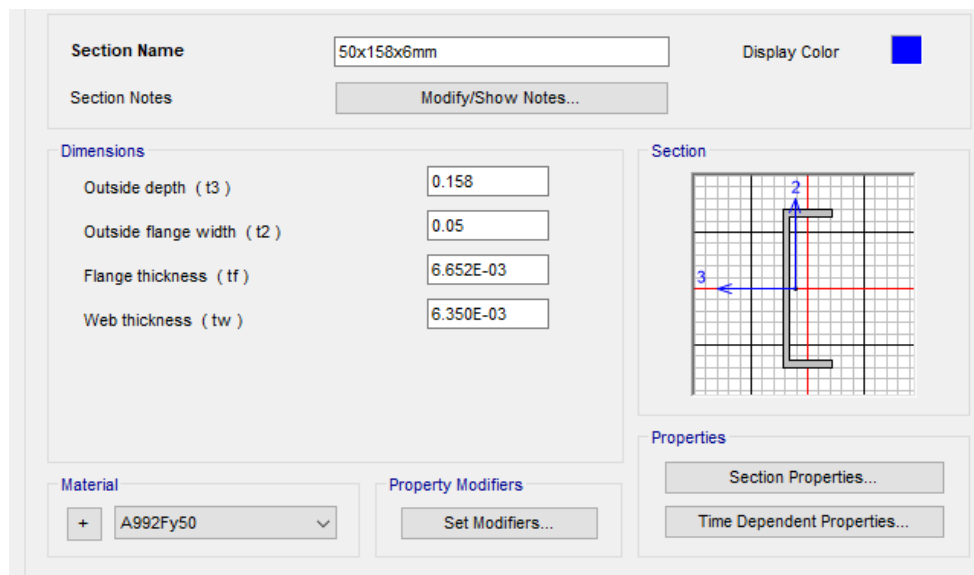 Section Name 50x158x6mm Display Color
Section Notes Modify/Show Notes...
Dimensions
Outside depth ( t3 ) 0.158
Outside flange width ( t2 ) 0.05
Flange thickness ( tf ) 6.652E-03
Web thickness ( tw ) 6.350E-03
Section
2
3
Material
+ A992Fy50
Property Modifiers
Set Modifiers...
Properties
Section Properties...
Time Dependent Properties...